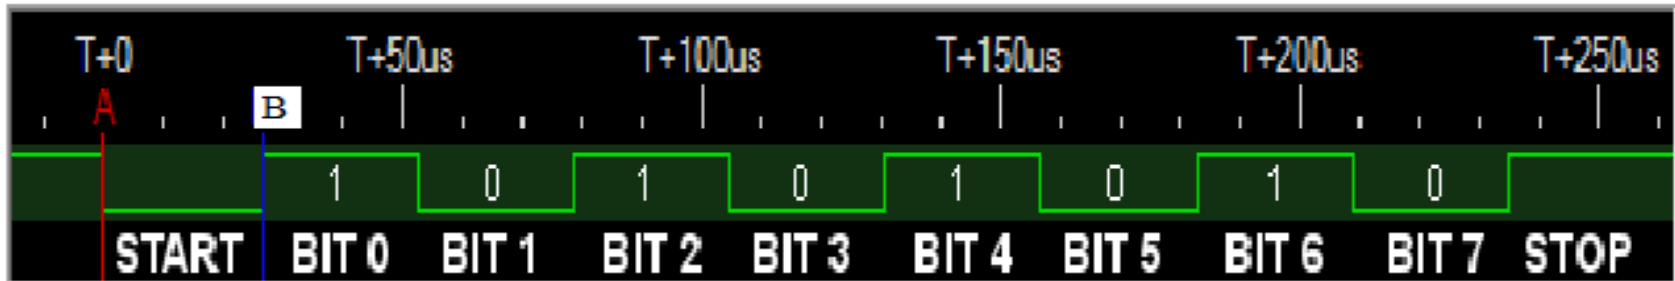 T+0 T+50us T+100us T+150us T+200us T+250us
A B
1 0 1 0 1 0 1 0
START BIT 0 BIT 1 BIT 2 BIT 3 BIT 4 BIT 5 BIT 6 BIT 7 STOP